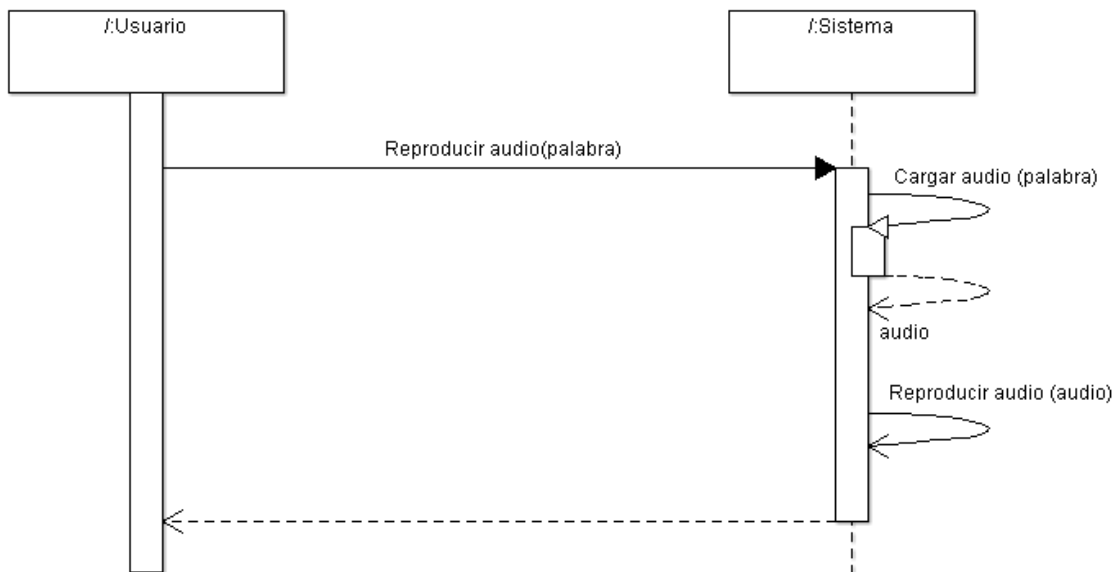 /:Usuario
/:Sistema
Reproducir audio(palabra)
Cargar audio (palabra)
audio
Reproducir audio (audio)